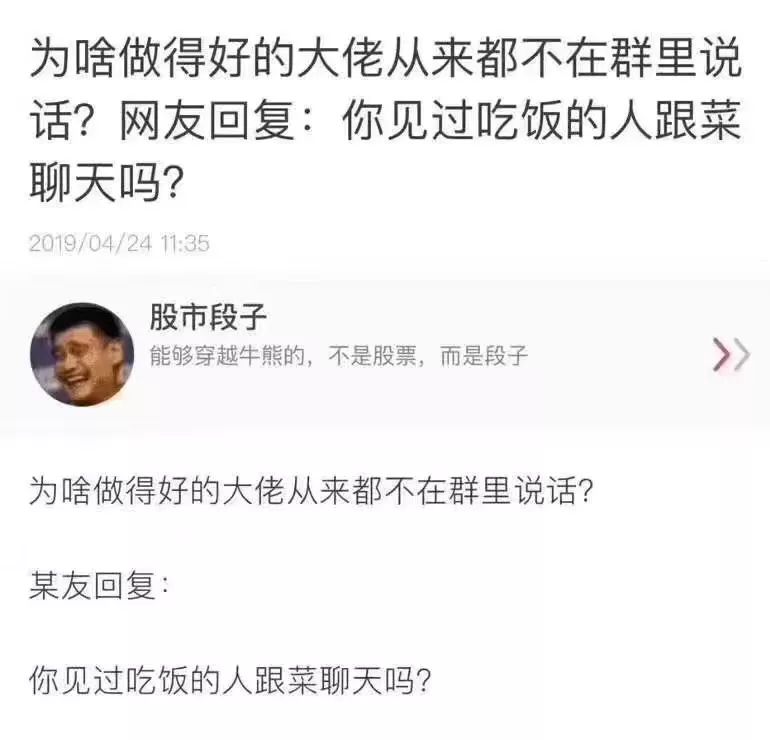 为啥做得好的大佬从来都不在群里说
话？网友回复：你见过吃饭的人跟菜
聊天吗？
2019/04/24 11:35
股市段子
能够穿越牛熊的，不是股票，而是段子
为啥做得好的大佬从来都不在群里说话？
某友回复：
你见过吃饭的人跟菜聊天吗？